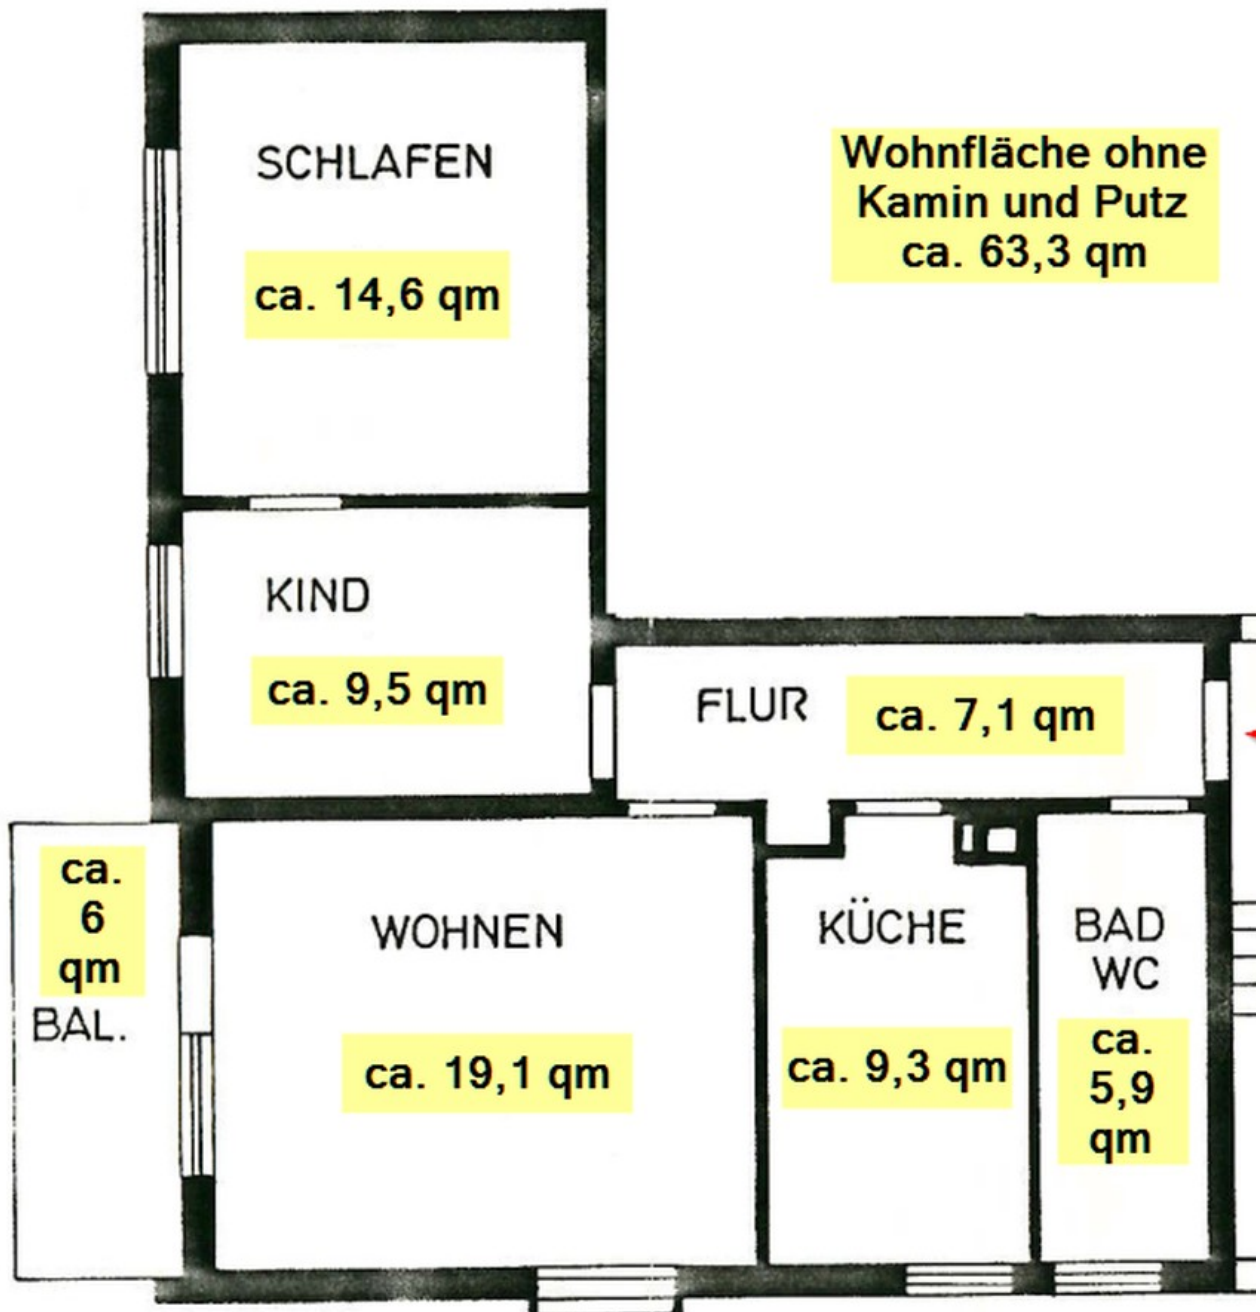 SCHLAFEN
ca. 14,6 qm
Wohnfläche ohne
Kamin und Putz
ca. 63,3 qm
KIND
ca. 9,5 qm
FLUR
ca. 7,1 qm
ca.
6
qm
BAL.
WOHNEN
ca. 19,1 qm
KÜCHE
ca. 9,3 qm
BAD
WC
ca.
5,9
qm